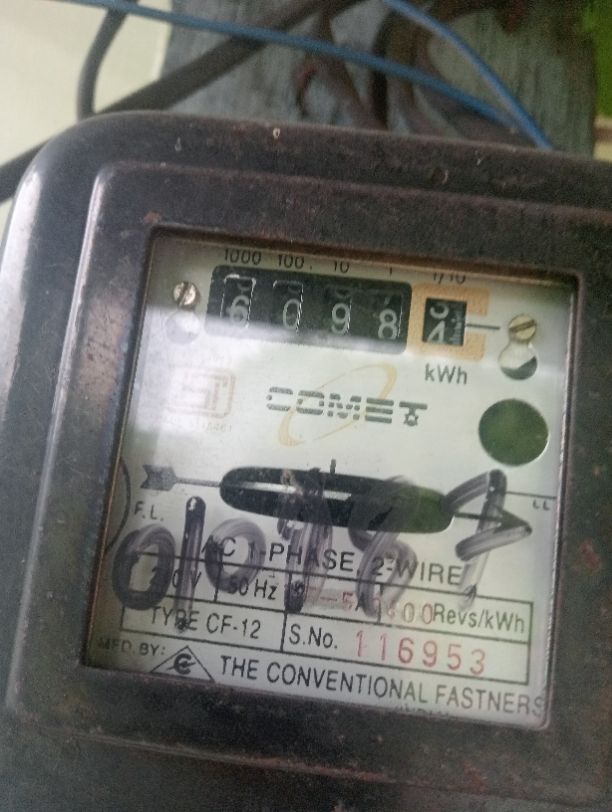 1000 100 10 1 1/10
6 0 9 8 4
kWh
COMET
F.L.
AC 1-PHASE, 2-WIRE
50 Hz Revs/kWh
TYPE CF-12 S.No. 116953
MFD. BY: THE CONVENTIONAL FASTNERS